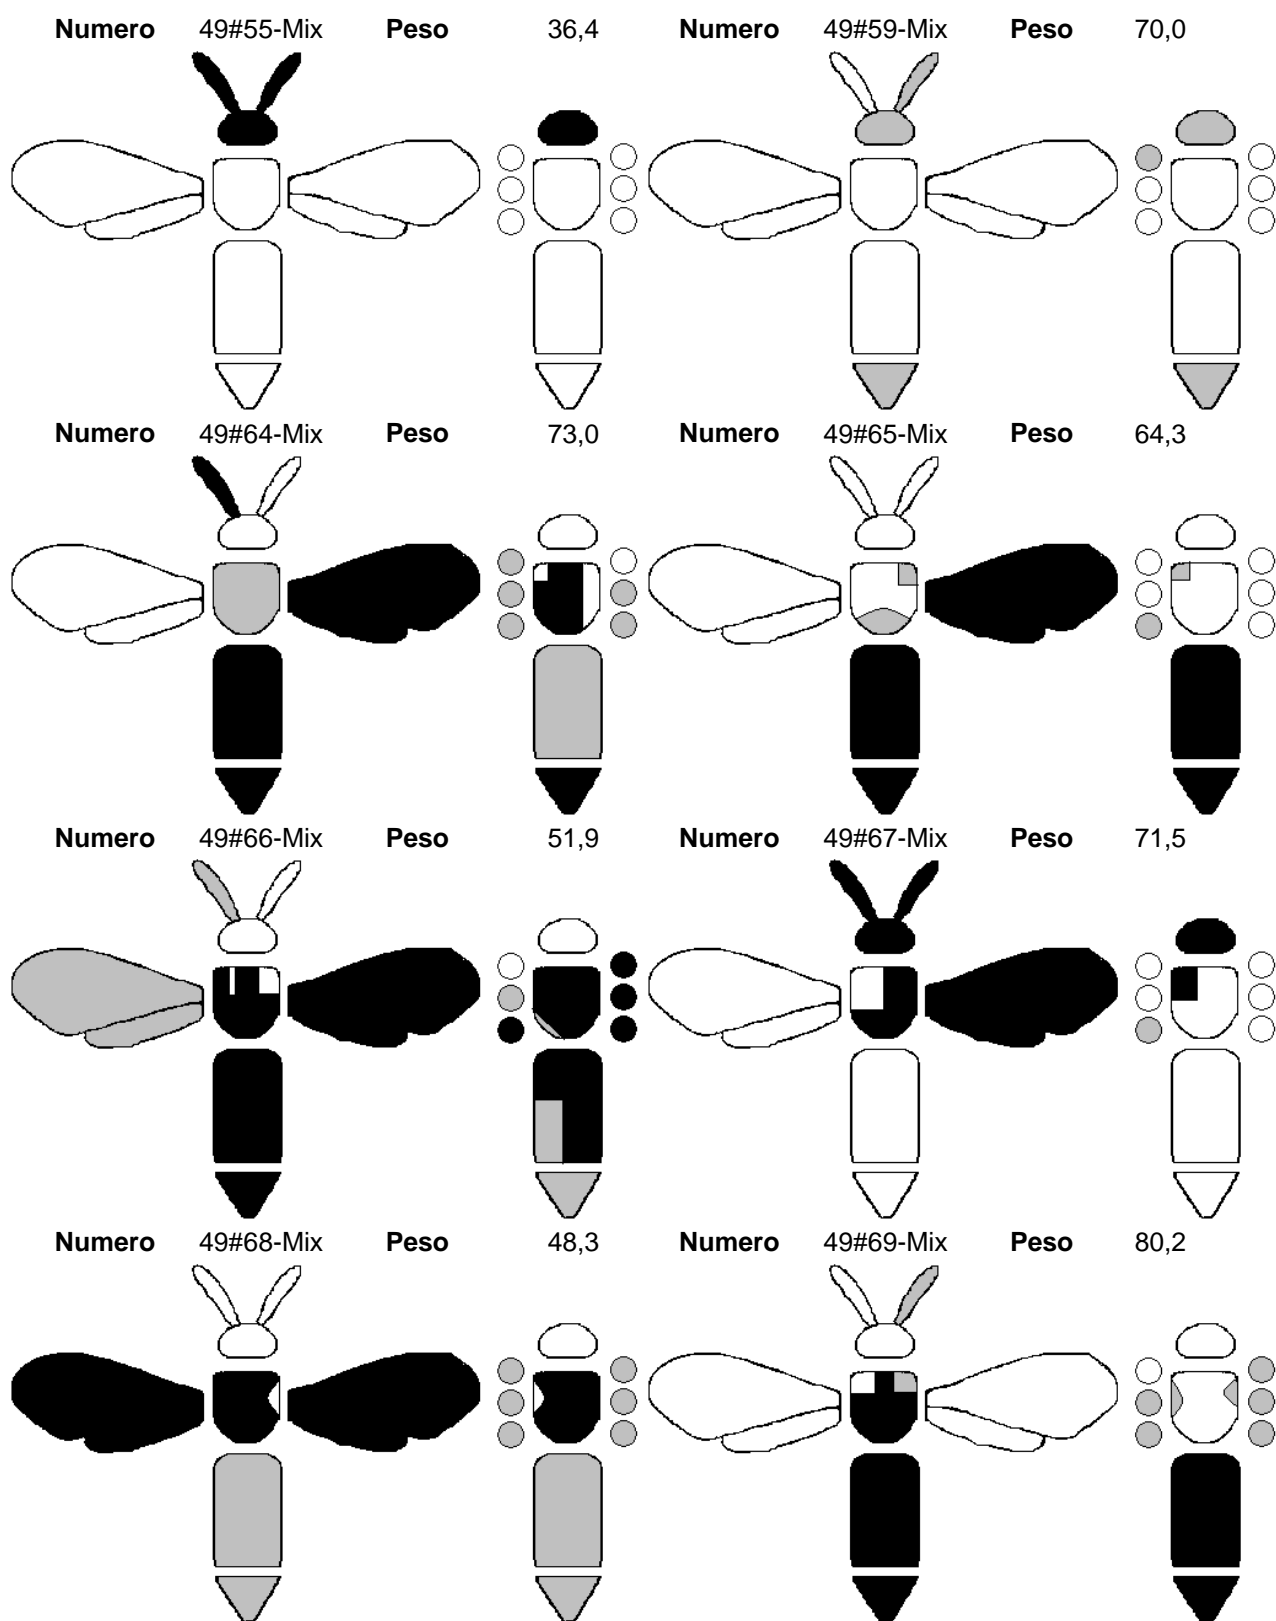 Numero 49#55-Mix Peso 36,4 Numero 49#59-Mix Peso 70,0
Numero 49#64-Mix Peso 73,0 Numero 49#65-Mix Peso 64,3
Numero 49#66-Mix Peso 51,9 Numero 49#67-Mix Peso 71,5
Numero 49#68-Mix Peso 48,3 Numero 49#69-Mix Peso 80,2